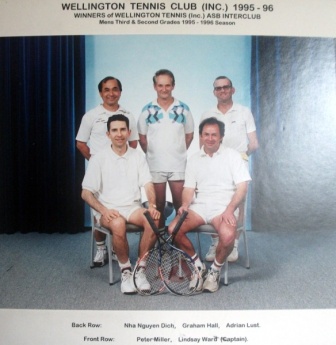 WELLINGTON TENNIS CLUB (INC.) 1995 - 96
WINNERS of WELLINGTON TENNIS (Inc.) ASB INTERCLUB
Mens Third & Second Grades 1995 - 1996 Season
Back Row: Nha Nguyen Dich, Graham Hall, Adrian Lust.
Front Row: Peter Miller, Lindsay Ward (Captain).